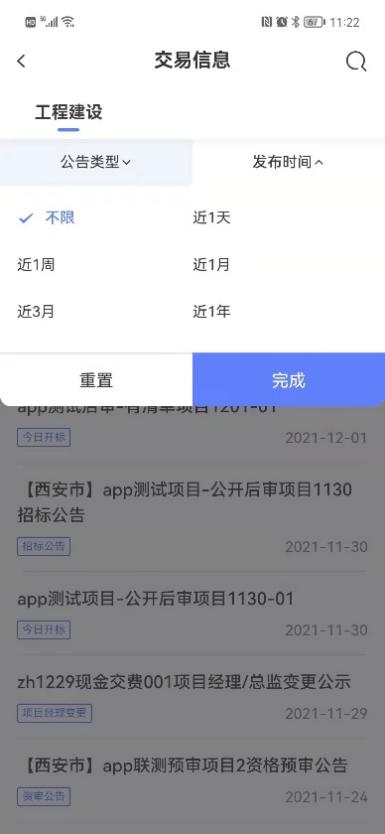 HD 5G 67 11:22
交易信息
工程建设
公告类型 发布时间
不限 近1天
近1周 近1月
近3月 近1年
重置 完成
app测试后审-有清单项目1201-01
今日开标 2021-12-01
【西安市】app测试项目-公开后审项目1130
招标公告
招标公告 2021-11-30
app测试项目-公开后审项目1130-01
今日开标 2021-11-30
zh1229现金交费001项目经理/总监变更公示
项目经理变更 2021-11-29
【西安市】app联测预审项目2资格预审公告
资审公告 2021-11-24